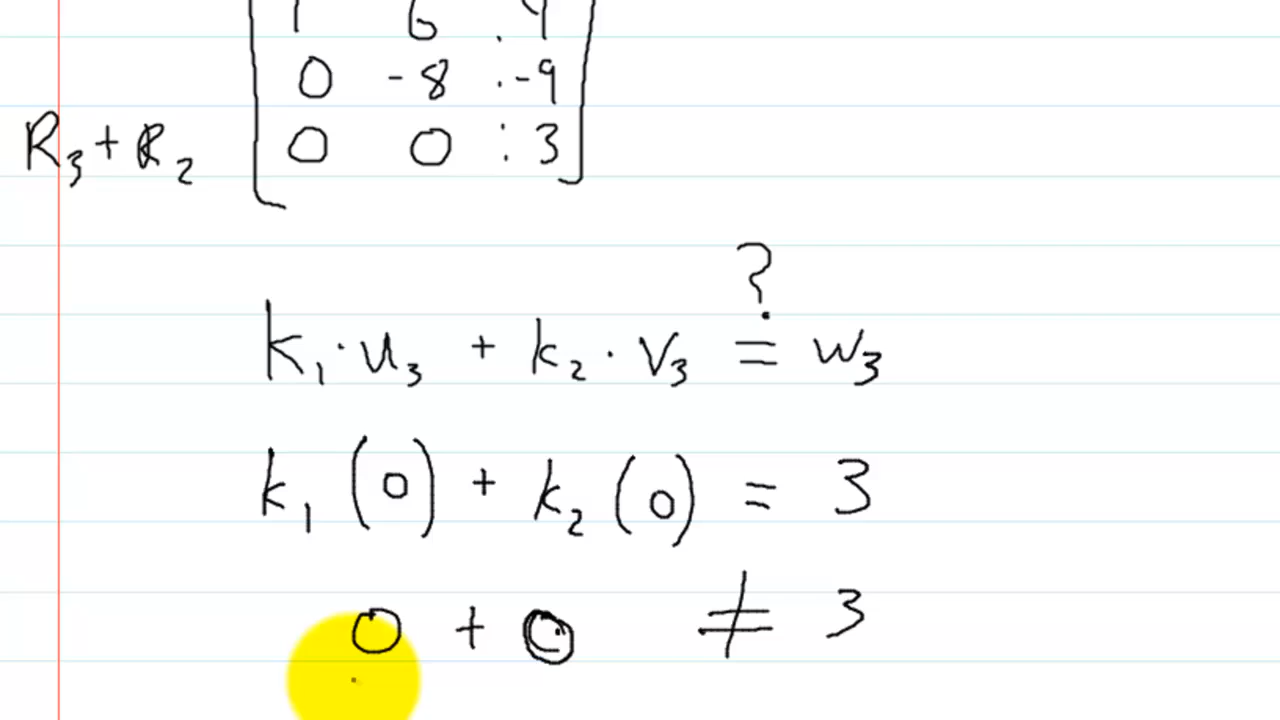 1 6 : 4
0 -8 : -9
R₃ + R₂ 0 0 : 3
?
k₁ · u₃ + k₂ · v₃ = w₃
k₁ (0) + k₂ (0) = 3
0 + 0 ≠ 3